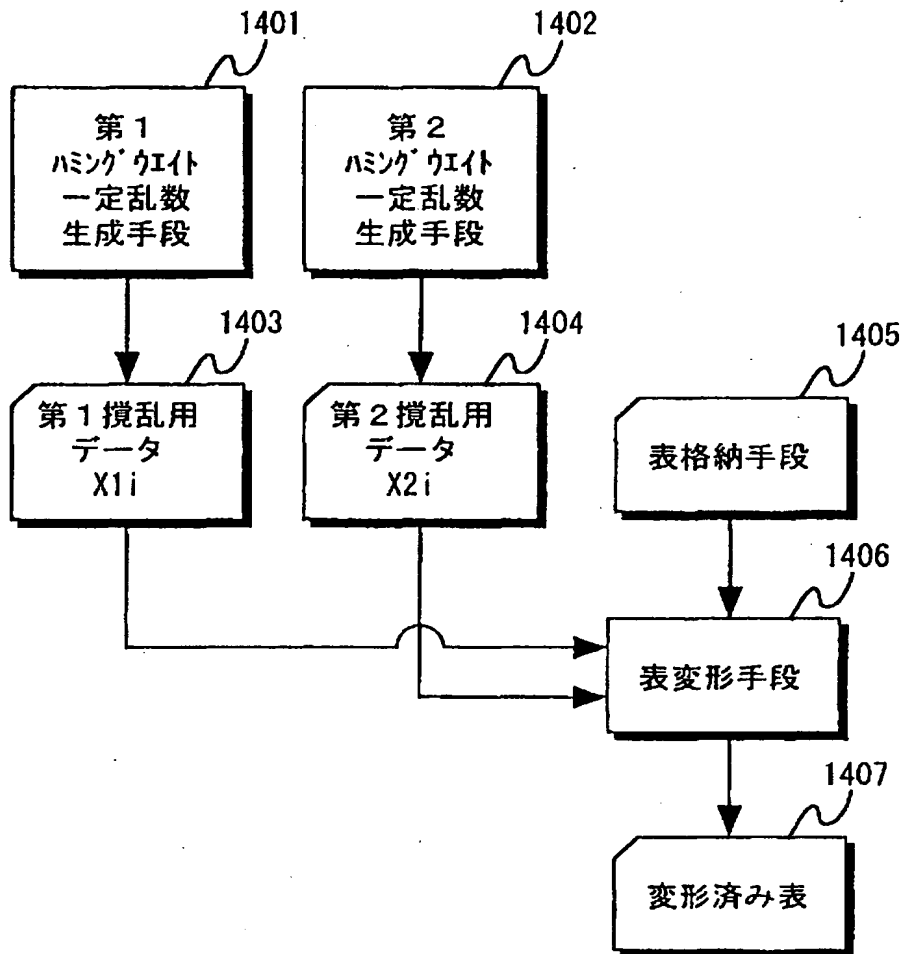 1401
1402
第1
ハミングウエイト
一定乱数
生成手段
第2
ハミングウエイト
一定乱数
生成手段
1403
1404
1405
第1撹乱用
データ
X1i
第2撹乱用
データ
X2i
表格納手段
1406
表変形手段
1407
変形済み表